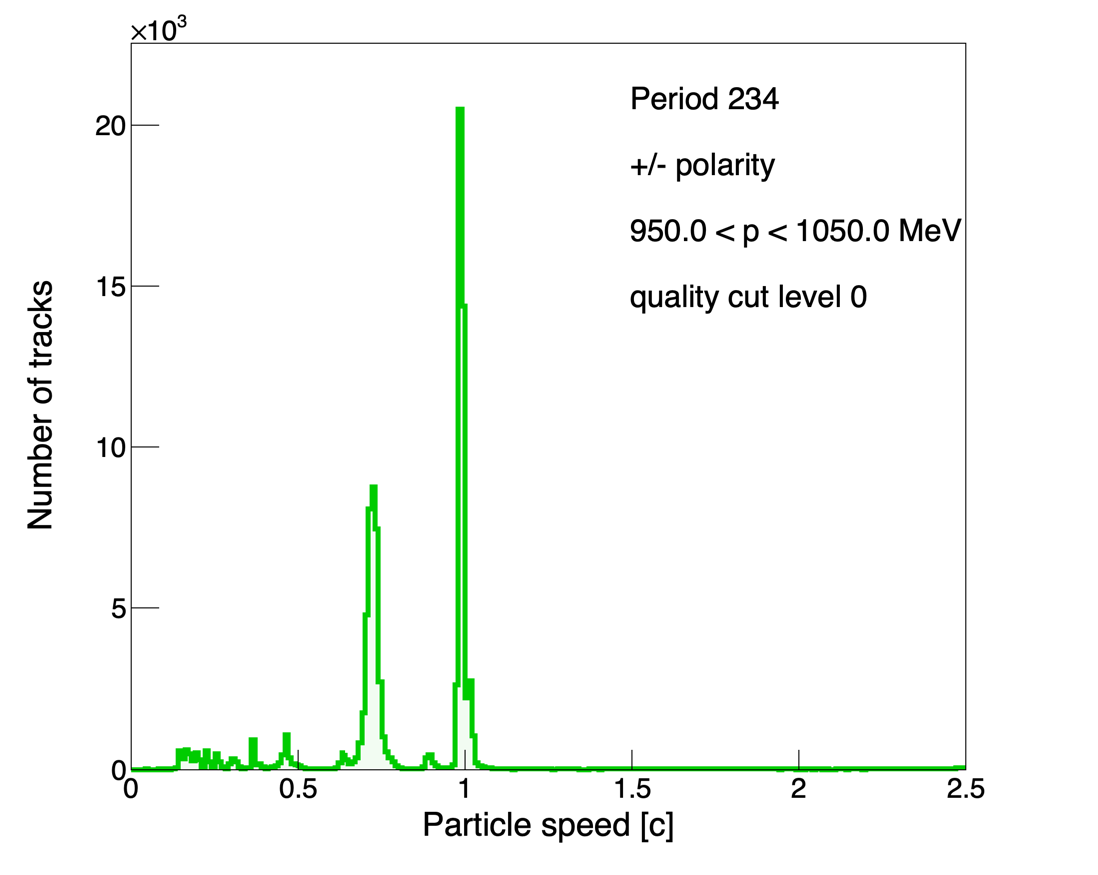 ×10³
20
15
10
5
0
Number of tracks
Period 234
+/- polarity
950.0 < p < 1050.0 MeV
quality cut level 0
0 0.5 1 1.5 2 2.5
Particle speed [c]